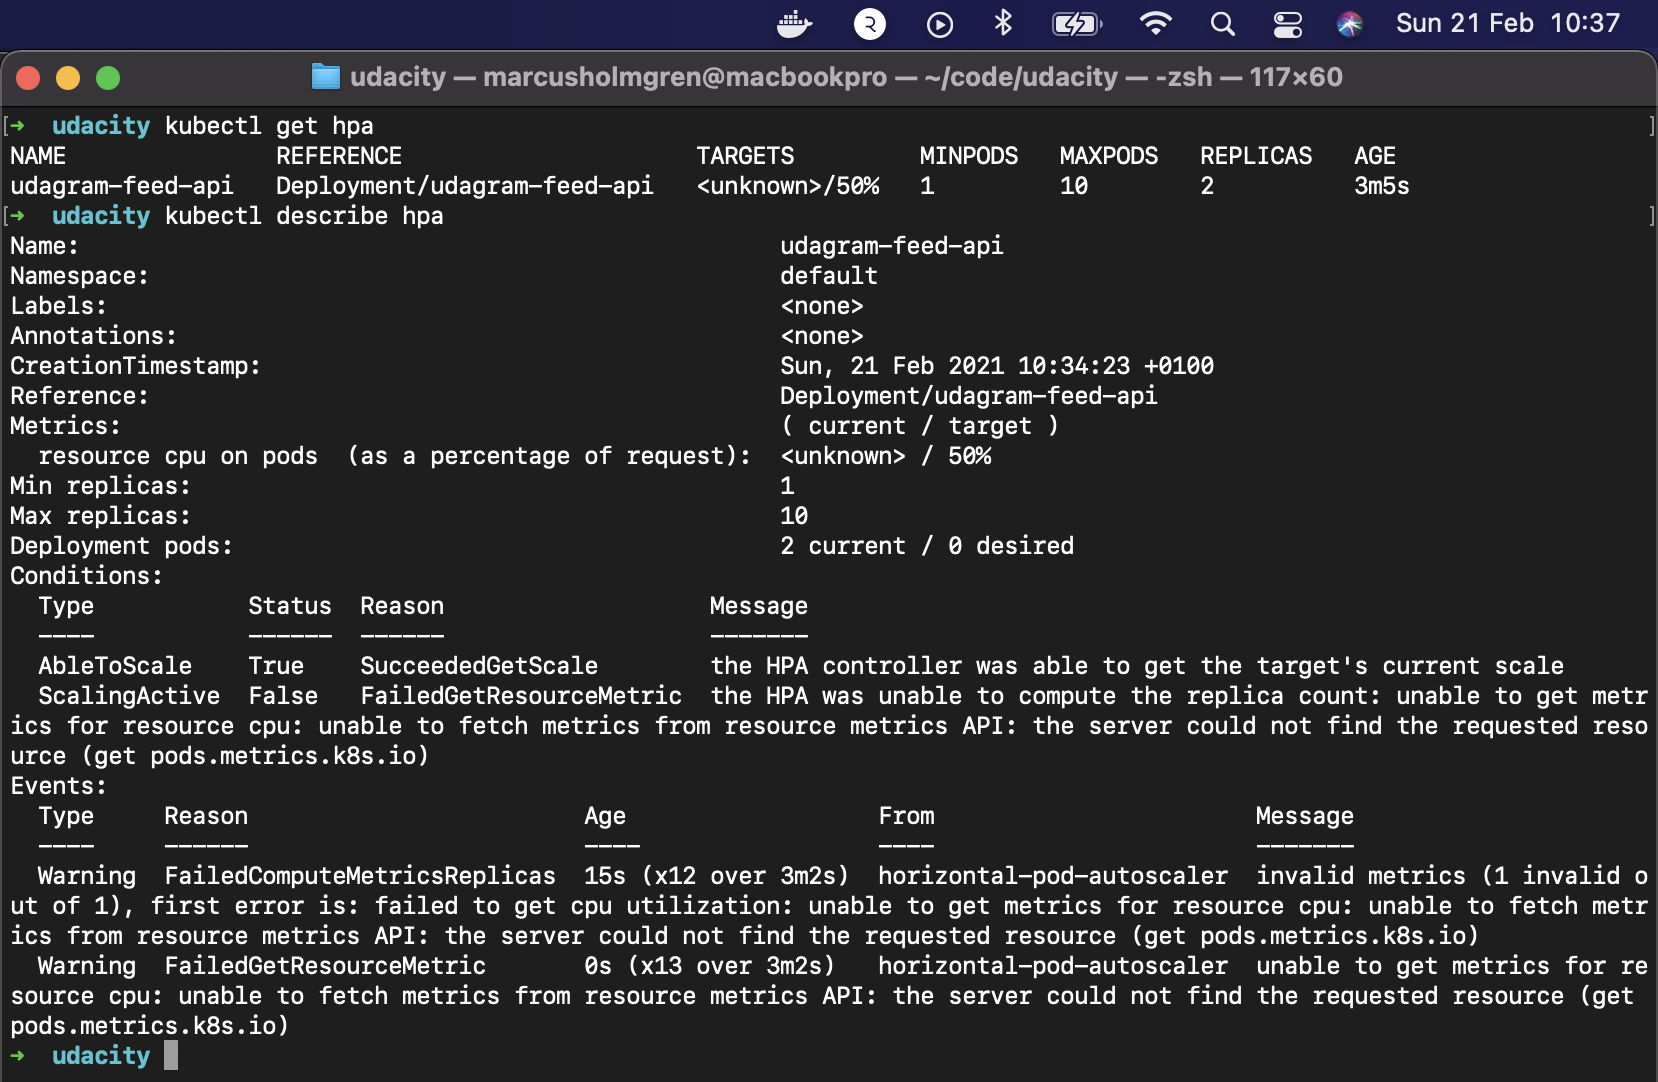 Sun 21 Feb 10:37
udacity — marcusholmgren@macbookpro — ~/code/udacity — -zsh — 117×60
[➜  udacity kubectl get hpa ]
NAME               REFERENCE                     TARGETS         MINPODS   MAXPODS   REPLICAS   AGE
udagram-feed-api   Deployment/udagram-feed-api   <unknown>/50%   1         10        2          3m5s
[➜  udacity kubectl describe hpa ]
Name:                                                  udagram-feed-api
Namespace:                                             default
Labels:                                                <none>
Annotations:                                           <none>
CreationTimestamp:                                     Sun, 21 Feb 2021 10:34:23 +0100
Reference:                                             Deployment/udagram-feed-api
Metrics:                                               ( current / target )
  resource cpu on pods  (as a percentage of request):  <unknown> / 50%
Min replicas:                                          1
Max replicas:                                          10
Deployment pods:                                       2 current / 0 desired
Conditions:
  Type           Status  Reason                   Message
  ----           ------  ------                   -------
  AbleToScale    True    SucceededGetScale        the HPA controller was able to get the target's current scale
  ScalingActive  False   FailedGetResourceMetric  the HPA was unable to compute the replica count: unable to get metr
ics for resource cpu: unable to fetch metrics from resource metrics API: the server could not find the requested reso
urce (get pods.metrics.k8s.io)
Events:
  Type     Reason                        Age                  From                       Message
  ----     ------                        ----                 ----                       -------
  Warning  FailedComputeMetricsReplicas  15s (x12 over 3m2s)  horizontal-pod-autoscaler  invalid metrics (1 invalid o
ut of 1), first error is: failed to get cpu utilization: unable to get metrics for resource cpu: unable to fetch metr
ics from resource metrics API: the server could not find the requested resource (get pods.metrics.k8s.io)
  Warning  FailedGetResourceMetric       0s (x13 over 3m2s)   horizontal-pod-autoscaler  unable to get metrics for re
source cpu: unable to fetch metrics from resource metrics API: the server could not find the requested resource (get
pods.metrics.k8s.io)
➜  udacity